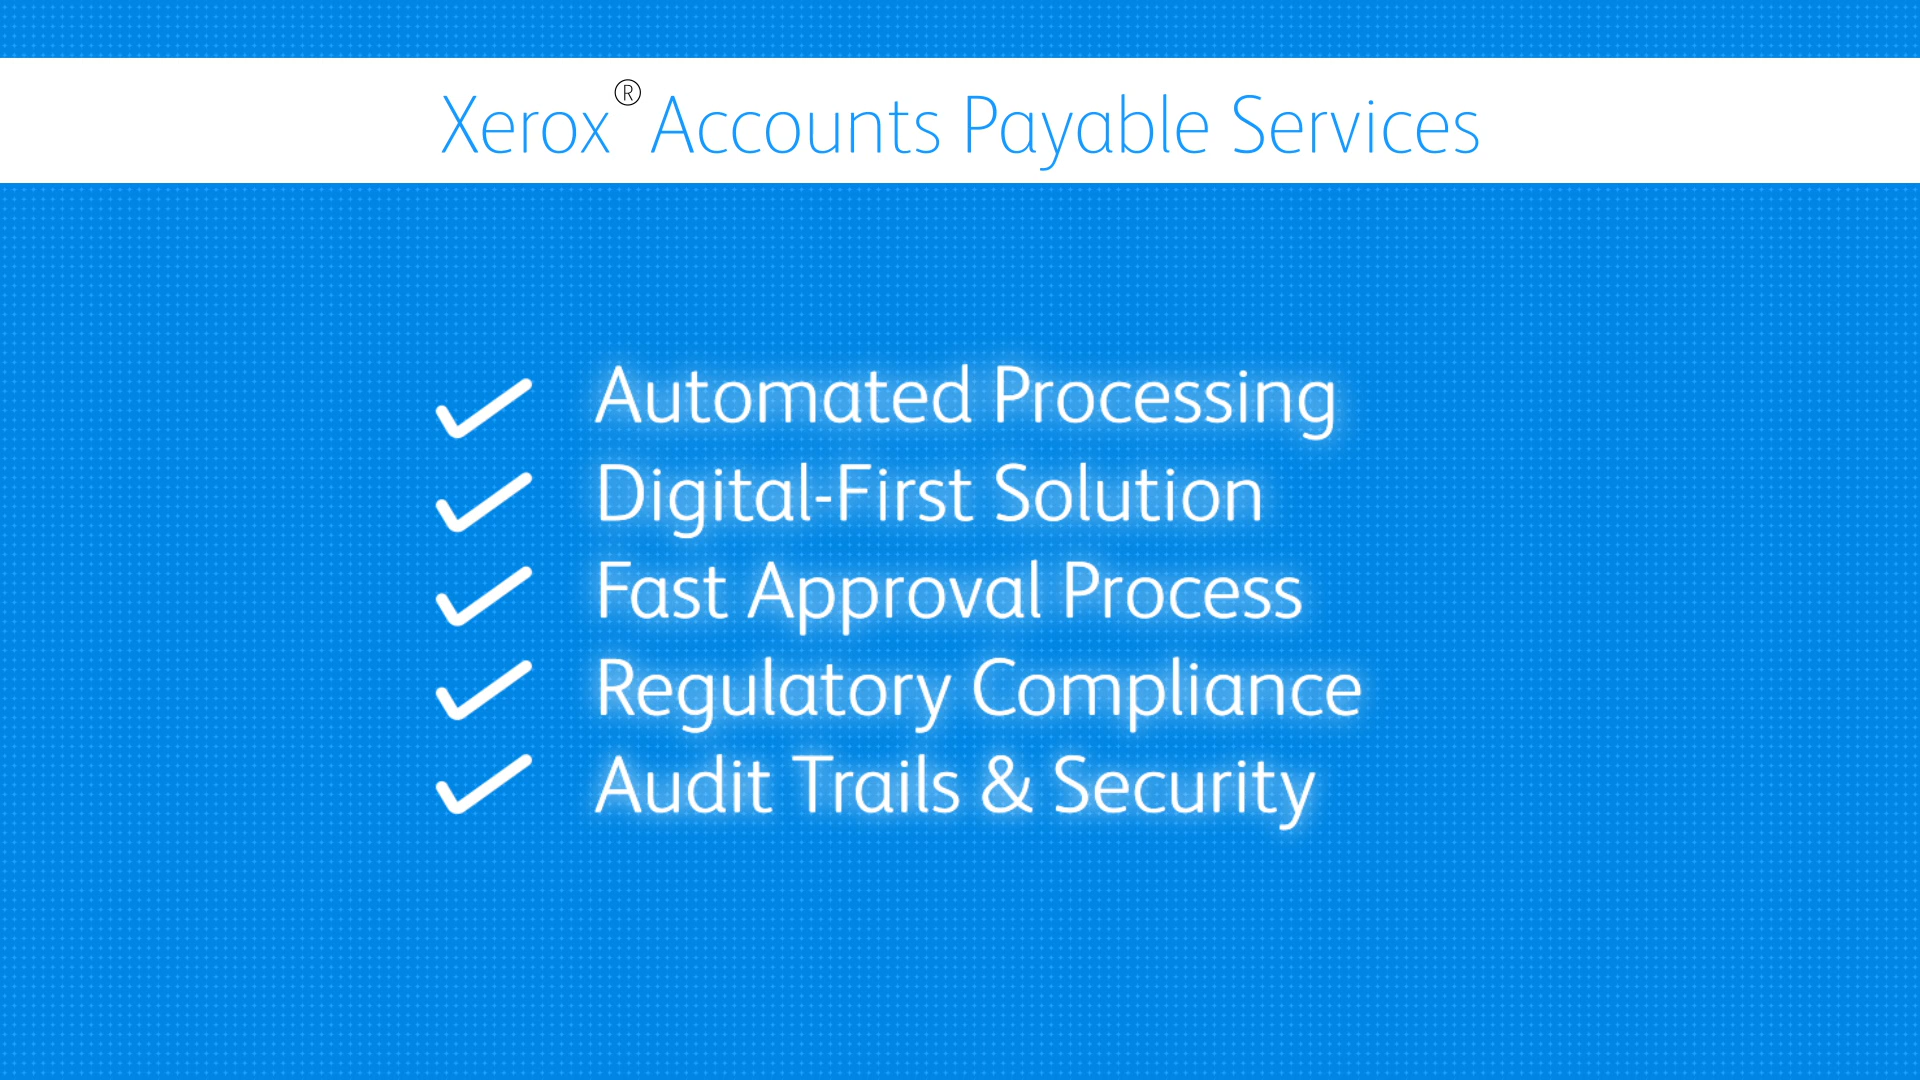 Xerox® Accounts Payable Services
Automated Processing
Digital-First Solution
Fast Approval Process
Regulatory Compliance
Audit Trails & Security